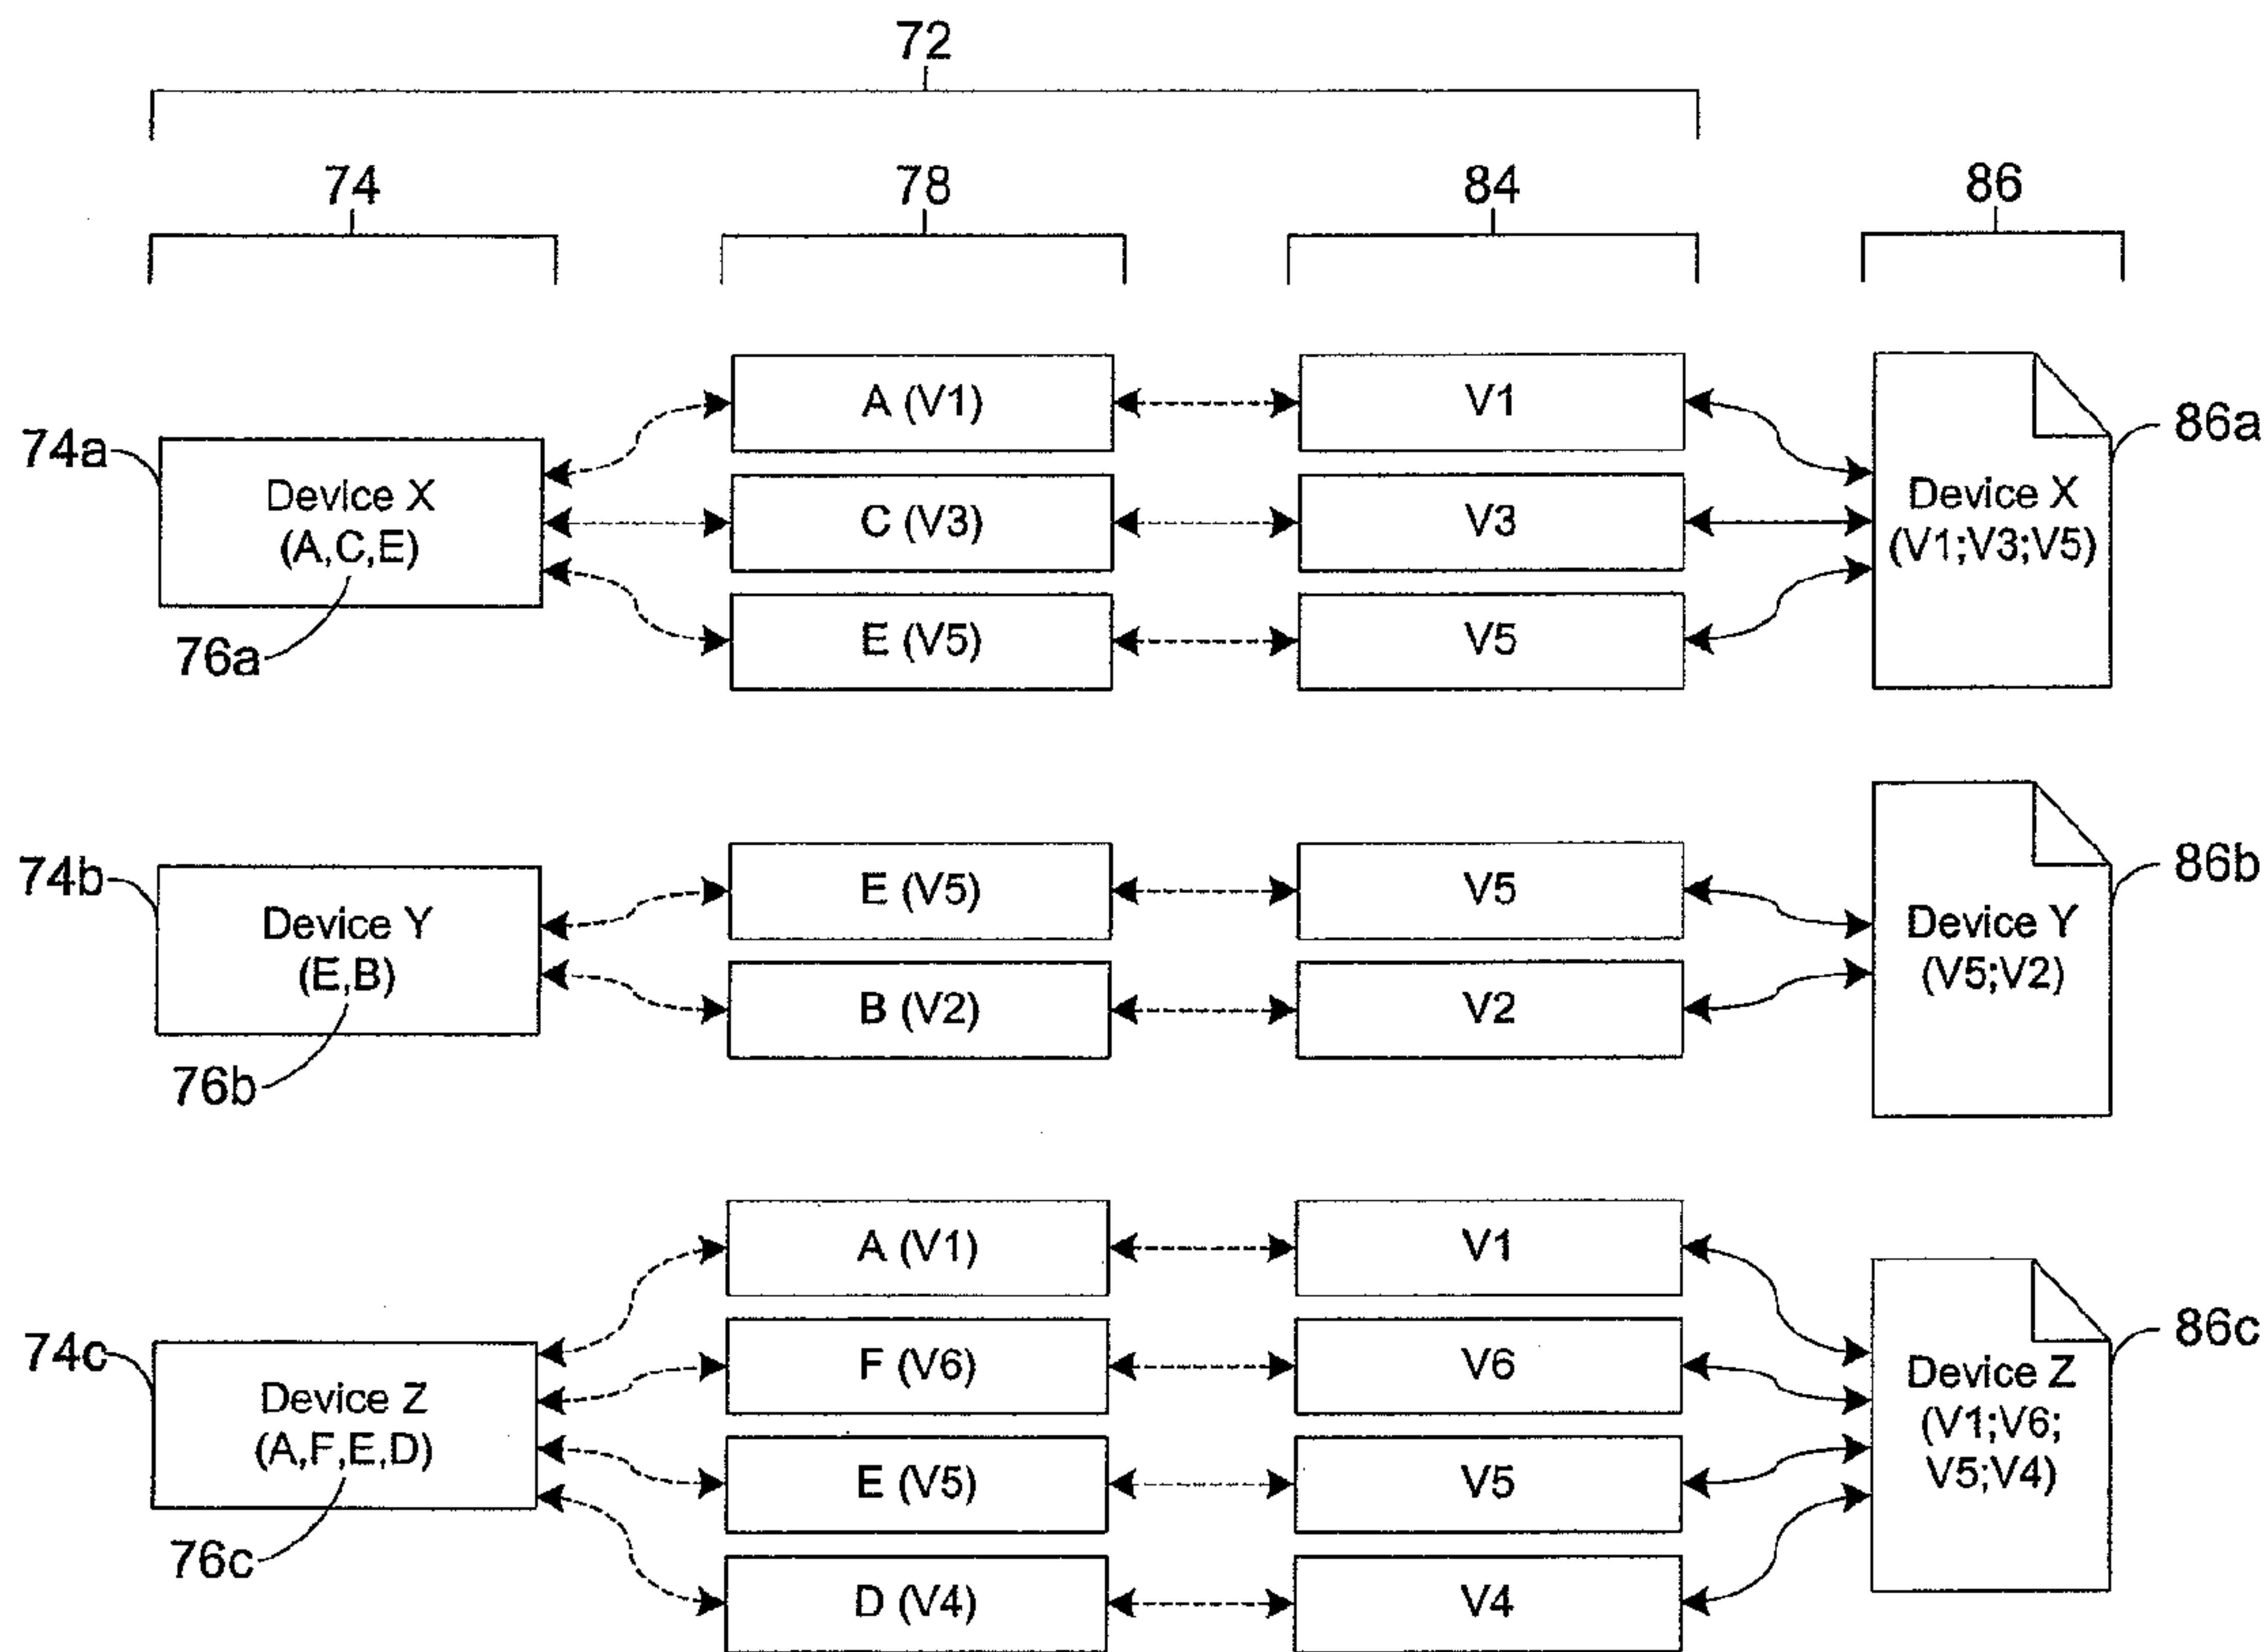 72
74
78
84
86
74a
Device X
(A,C,E)
76a
A (V1)
C (V3)
E (V5)
V1
V3
V5
Device X
(V1;V3;V5)
86a
74b
Device Y
(E,B)
76b
E (V5)
B (V2)
V5
V2
Device Y
(V5;V2)
86b
74c
Device Z
(A,F,E,D)
76c
A (V1)
F (V6)
E (V5)
D (V4)
V1
V6
V5
V4
Device Z
(V1;V6;
V5;V4)
86c